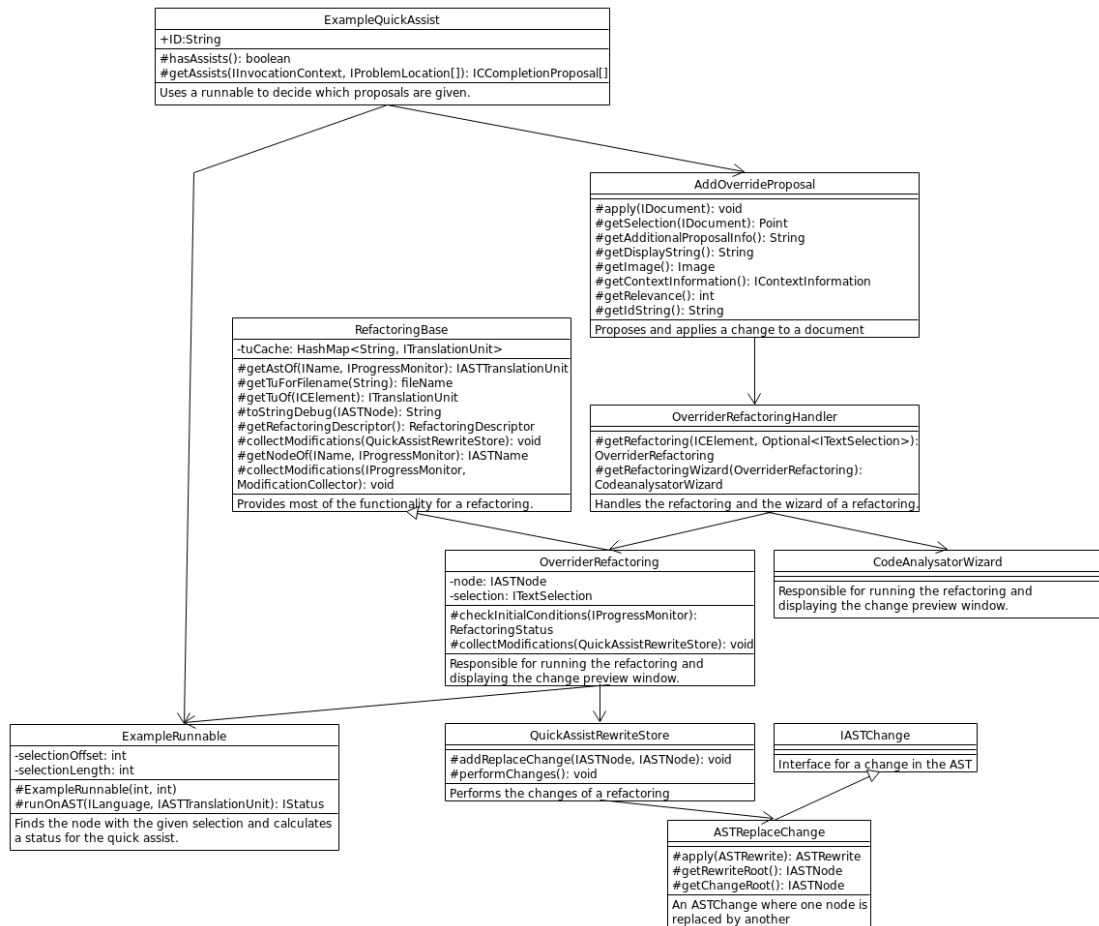 ExampleQuickAssist
+ID:String
#hasAssists(): boolean
#getAssists(IInvocationContext, IProblemLocation[]): ICCompletionProposal[]
Uses a runnable to decide which proposals are given.
AddOverrideProposal
#apply(IDocument): void
#getSelection(IDocument): Point
#getAdditionalProposalInfo(): String
#getDisplayString(): String
#getImage(): Image
#getContextInformation(): IContextInformation
#getRelevance(): int
#getIdString(): String
Proposes and applies a change to a document
RefactoringBase
-tuCache: HashMap<String, ITranslationUnit>
#getAstOf(IName, IProgressMonitor): IASTTranslationUnit
#getTuForFilename(String): fileName
#getTuOf(ICElement): ITranslationUnit
#toStringDebug(IASTNode): String
#getRefactoringDescriptor(): RefactoringDescriptor
#collectModifications(QuickAssistRewriteStore): void
#getNodeOf(IName, IProgressMonitor): IASTName
#collectModifications(IProgressMonitor,
ModificationCollector): void
Provides most of the functionality for a refactoring.
OverriderRefactoringHandler
#getRefactoring(ICElement, Optional<ITextSelection>):
OverriderRefactoring
#getRefactoringWizard(OverriderRefactoring):
CodeanalysatorWizard
Handles the refactoring and the wizard of a refactoring.
OverriderRefactoring
-node: IASTNode
-selection: ITextSelection
#checkInitialConditions(IProgressMonitor):
RefactoringStatus
#collectModifications(QuickAssistRewriteStore): void
Responsible for running the refactoring and
displaying the change preview window.
CodeAnalysatorWizard
Responsible for running the refactoring and
displaying the change preview window.
ExampleRunnable
-selectionOffset: int
-selectionLength: int
#ExampleRunnable(int, int)
#runOnAST(ILanguage, IASTTranslationUnit): IStatus
Finds the node with the given selection and calculates
a status for the quick assist.
QuickAssistRewriteStore
#addReplaceChange(IASTNode, IASTNode): void
#performChanges(): void
Performs the changes of a refactoring
IASTChange
Interface for a change in the AST
ASTReplaceChange
#apply(ASTRewrite): ASTRewrite
#getRewriteRoot(): IASTNode
#getChangeRoot(): IASTNode
An ASTChange where one node is
replaced by another